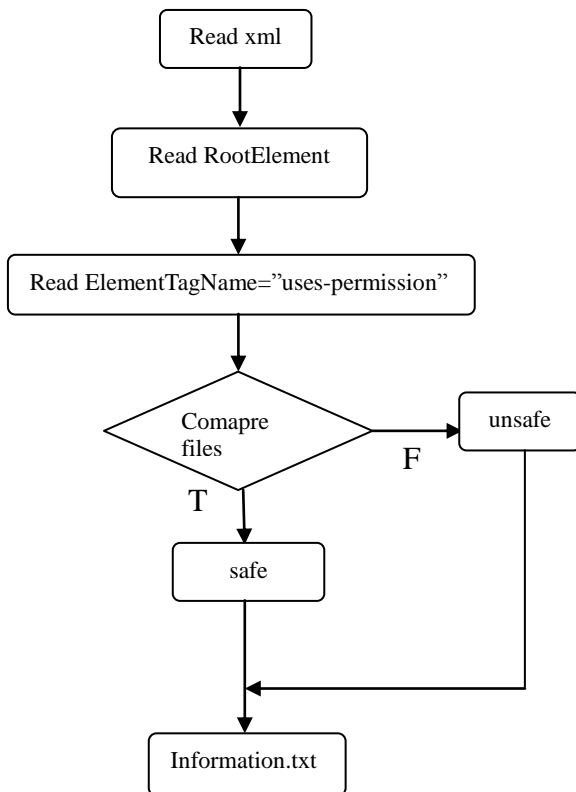 Read xml
Read RootElement
Read ElementTagName=”uses-permission”
Comapre
files
unsafe
F
T
safe
Information.txt